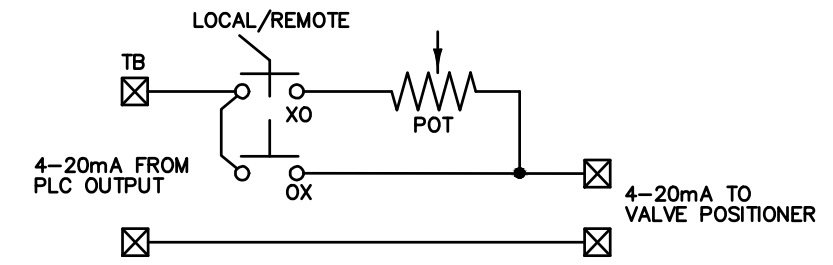 LOCAL/REMOTE
TB
XO
POT
4-20mA FROM
PLC OUTPUT
OX
4-20mA TO
VALVE POSITIONER